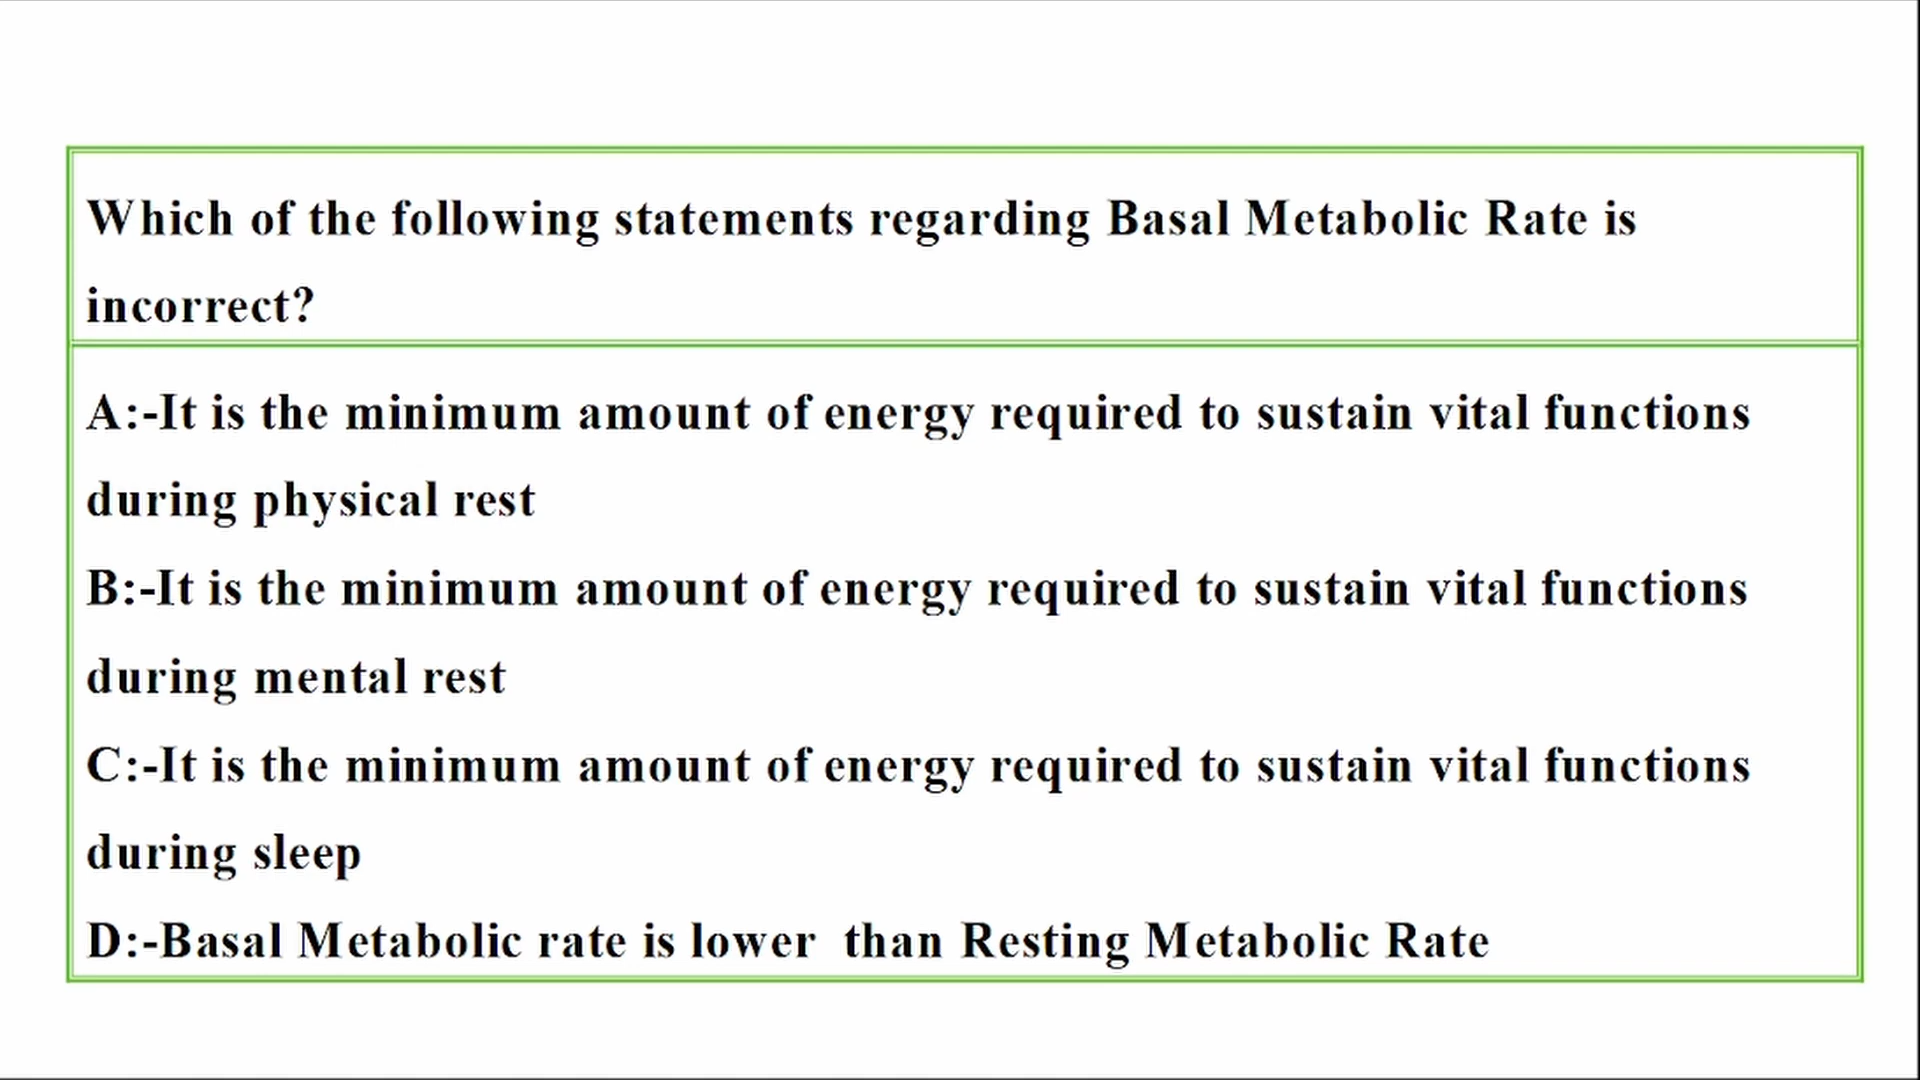 Which of the following statements regarding Basal Metabolic Rate is
incorrect?
A:-It is the minimum amount of energy required to sustain vital functions
during physical rest
B:-It is the minimum amount of energy required to sustain vital functions
during mental rest
C:-It is the minimum amount of energy required to sustain vital functions
during sleep
D:-Basal Metabolic rate is lower  than Resting Metabolic Rate